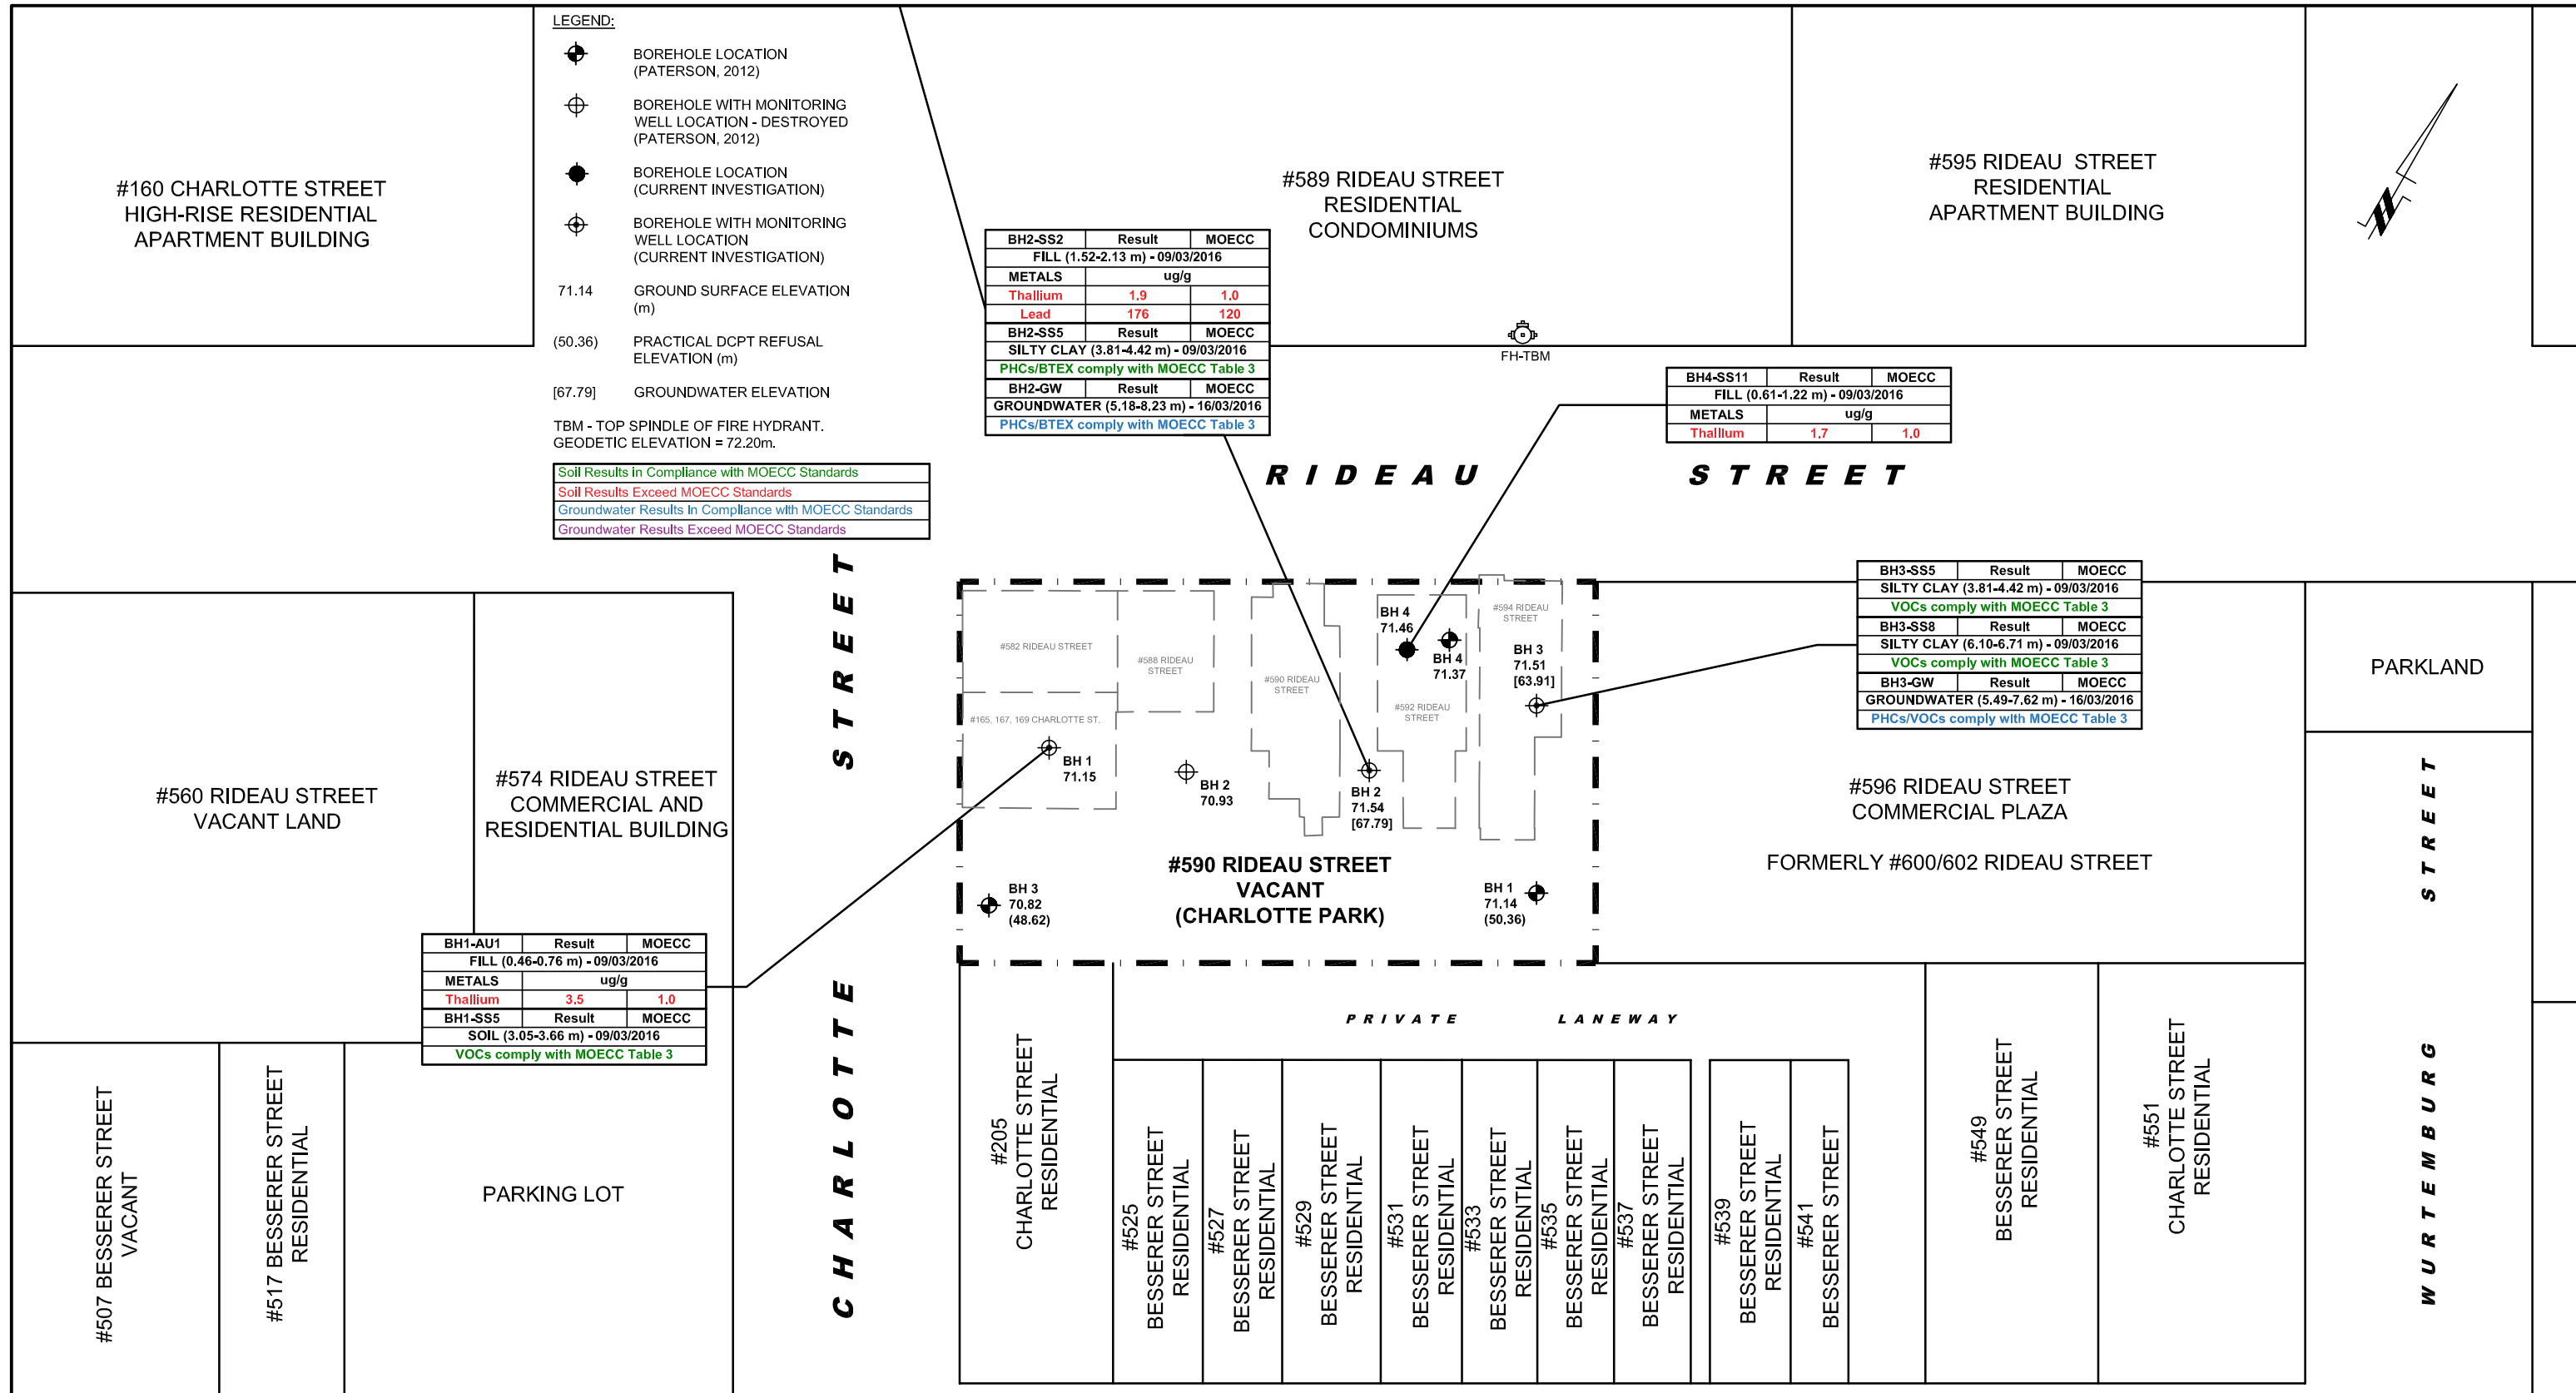 LEGEND:
BOREHOLE LOCATION
(PATERSON, 2012)
BOREHOLE WITH MONITORING
WELL LOCATION - DESTROYED
(PATERSON, 2012)
BOREHOLE LOCATION
(CURRENT INVESTIGATION)
BOREHOLE WITH MONITORING
WELL LOCATION
(CURRENT INVESTIGATION)
71.14 GROUND SURFACE ELEVATION
(m)
(50.36) PRACTICAL DCPT REFUSAL
ELEVATION (m)
[67.79] GROUNDWATER ELEVATION
TBM - TOP SPINDLE OF FIRE HYDRANT.
GEODETIC ELEVATION = 72.20m.
Soil Results in Compliance with MOECC Standards
Soil Results Exceed MOECC Standards
Groundwater Results In Compliance with MOECC Standards
Groundwater Results Exceed MOECC Standards
#160 CHARLOTTE STREET
HIGH-RISE RESIDENTIAL
APARTMENT BUILDING
#589 RIDEAU STREET
RESIDENTIAL
CONDOMINIUMS
#595 RIDEAU STREET
RESIDENTIAL
APARTMENT BUILDING
BH2-SS2 Result MOECC
FILL (1.52-2.13 m) - 09/03/2016
METALS ug/g
Thallium 1.9 1.0
Lead 176 120
BH2-SS5 Result MOECC
SILTY CLAY (3.81-4.42 m) - 09/03/2016
PHCs/BTEX comply with MOECC Table 3
BH2-GW Result MOECC
GROUNDWATER (5.18-8.23 m) - 16/03/2016
PHCs/BTEX comply with MOECC Table 3
FH-TBM
BH4-SS11 Result MOECC
FILL (0.61-1.22 m) - 09/03/2016
METALS ug/g
Thallium 1.7 1.0
RIDEAU STREET
BH3-SS5 Result MOECC
SILTY CLAY (3.81-4.42 m) - 09/03/2016
VOCs comply with MOECC Table 3
BH3-SS8 Result MOECC
SILTY CLAY (6.10-6.71 m) - 09/03/2016
VOCs comply with MOECC Table 3
BH3-GW Result MOECC
GROUNDWATER (5.49-7.62 m) - 16/03/2016
PHCs/VOCs comply with MOECC Table 3
#560 RIDEAU STREET
VACANT LAND
#574 RIDEAU STREET
COMMERCIAL AND
RESIDENTIAL BUILDING
CHARLOTTE STREET
#582 RIDEAU STREET
#588 RIDEAU
STREET
#590 RIDEAU
STREET
#592 RIDEAU
STREET
#594 RIDEAU
STREET
#165, 167, 169 CHARLOTTE ST.
BH 4
71.46
BH 4
71.37
BH 3
71.51
[63.91]
BH 1
71.15
BH 2
70.93
BH 2
71.54
[67.79]
BH 3
70.82
(48.62)
BH 1
71.14
(50.36)
#590 RIDEAU STREET
VACANT
(CHARLOTTE PARK)
#596 RIDEAU STREET
COMMERCIAL PLAZA
FORMERLY #600/602 RIDEAU STREET
PARKLAND
WURTEMBURG STREET
BH1-AU1 Result MOECC
FILL (0.46-0.76 m) - 09/03/2016
METALS ug/g
Thallium 3.5 1.0
BH1-SS5 Result MOECC
SOIL (3.05-3.66 m) - 09/03/2016
VOCs comply with MOECC Table 3
PRIVATE LANEWAY
#507 BESSERER STREET
VACANT
#517 BESSERER STREET
RESIDENTIAL
PARKING LOT
#205
CHARLOTTE STREET
RESIDENTIAL
#525
BESSERER STREET
RESIDENTIAL
#527
BESSERER STREET
RESIDENTIAL
#529
BESSERER STREET
RESIDENTIAL
#531
BESSERER STREET
RESIDENTIAL
#533
BESSERER STREET
RESIDENTIAL
#535
BESSERER STREET
RESIDENTIAL
#537
BESSERER STREET
RESIDENTIAL
#539
BESSERER STREET
RESIDENTIAL
#541
BESSERER STREET
#549
BESSERER STREET
RESIDENTIAL
#551
CHARLOTTE STREET
RESIDENTIAL